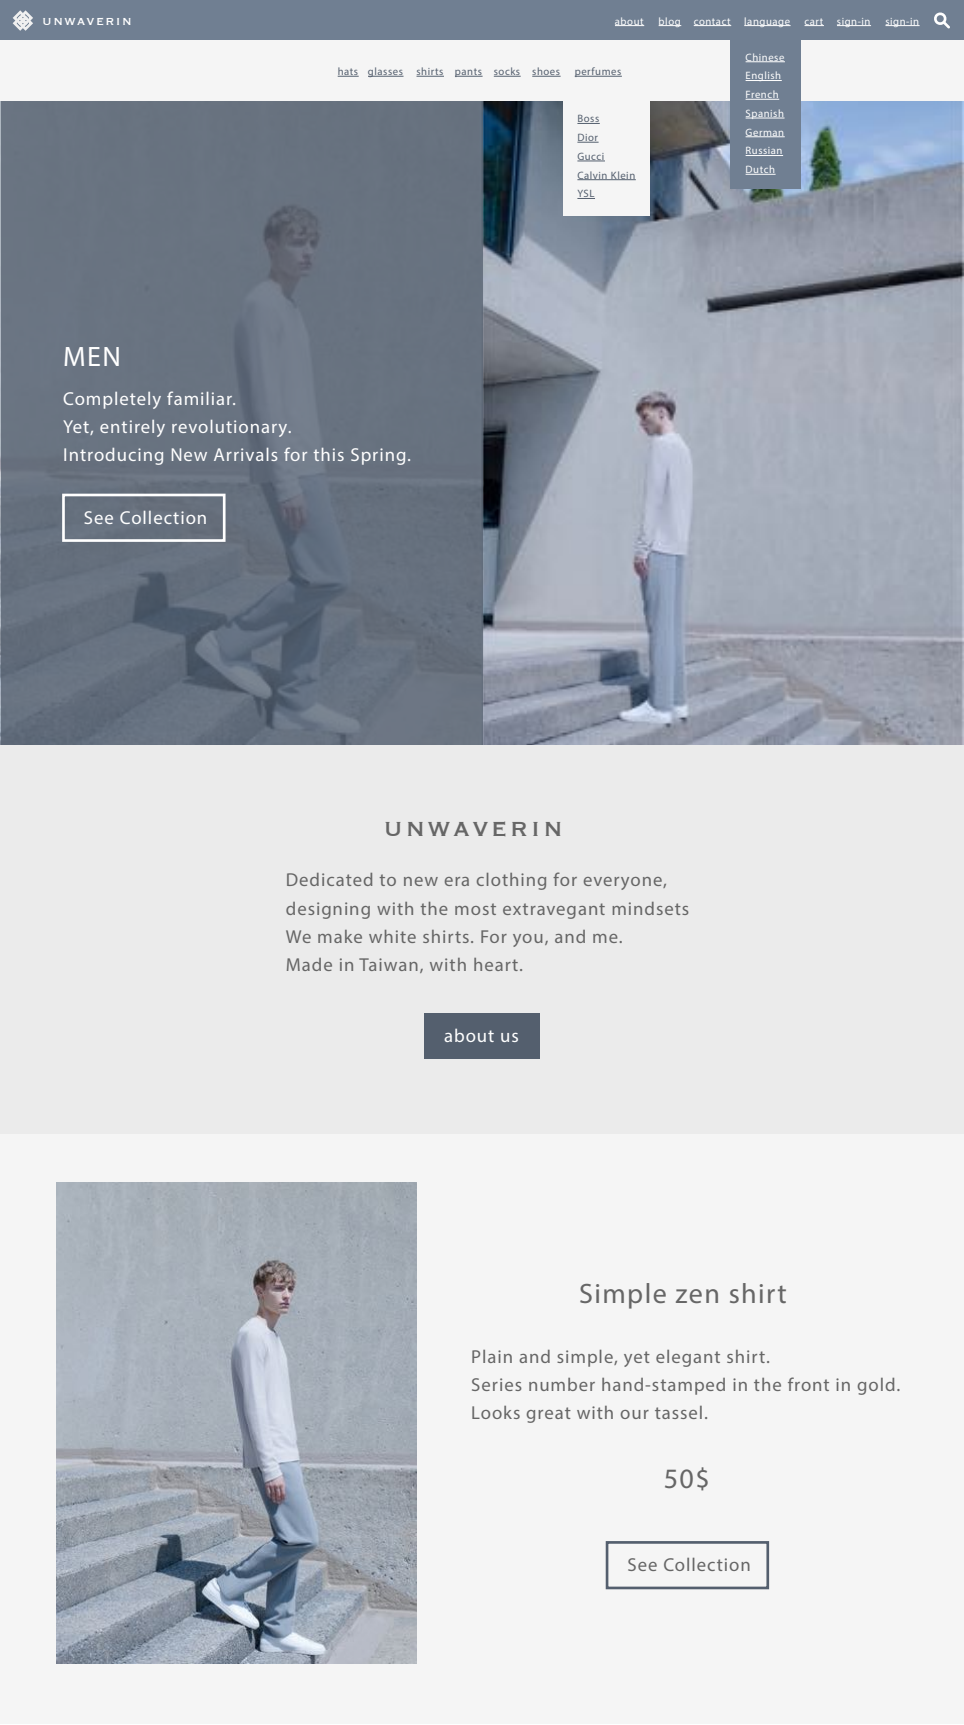 UNWAVERIN
about blog contact language cart sign-in sign-in
Chinese
English
French
Spanish
German
Russian
Dutch
hats glasses shirts pants socks shoes perfumes
Boss
Dior
Gucci
Calvin Klein
YSL
MEN
Completely familiar.
Yet, entirely revolutionary.
Introducing New Arrivals for this Spring.
See Collection
UNWAVERIN
Dedicated to new era clothing for everyone,
designing with the most extravegant mindsets
We make white shirts. For you, and me.
Made in Taiwan, with heart.
about us
Simple zen shirt
Plain and simple, yet elegant shirt.
Series number hand-stamped in the front in gold.
Looks great with our tassel.
50$
See Collection